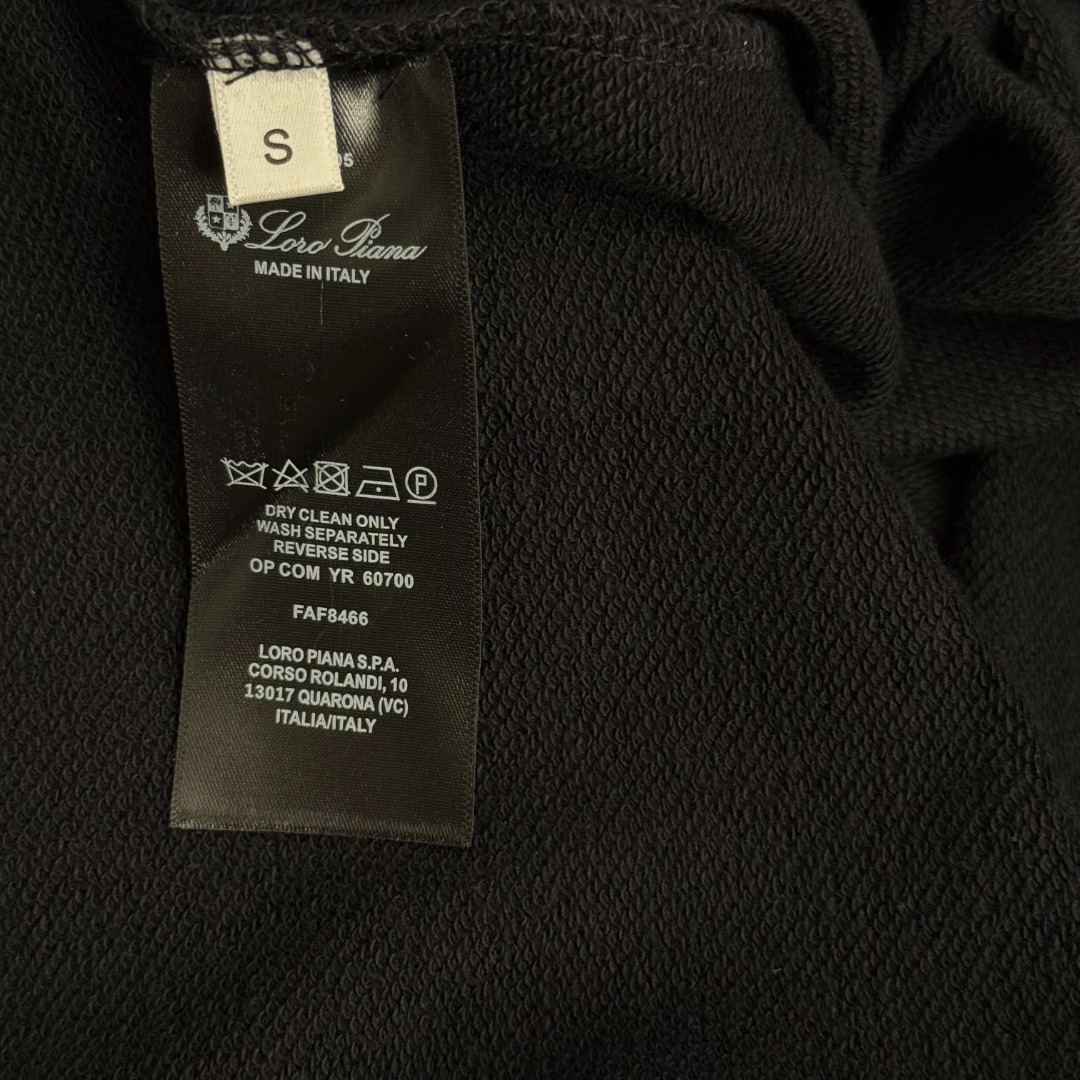 S
05
Loro Piana
MADE IN ITALY
P
DRY CLEAN ONLY
WASH SEPARATELY
REVERSE SIDE
OP COM YR 60700
FAF8466
LORO PIANA S.P.A.
CORSO ROLANDI, 10
13017 QUARONA (VC)
ITALIA/ITALY